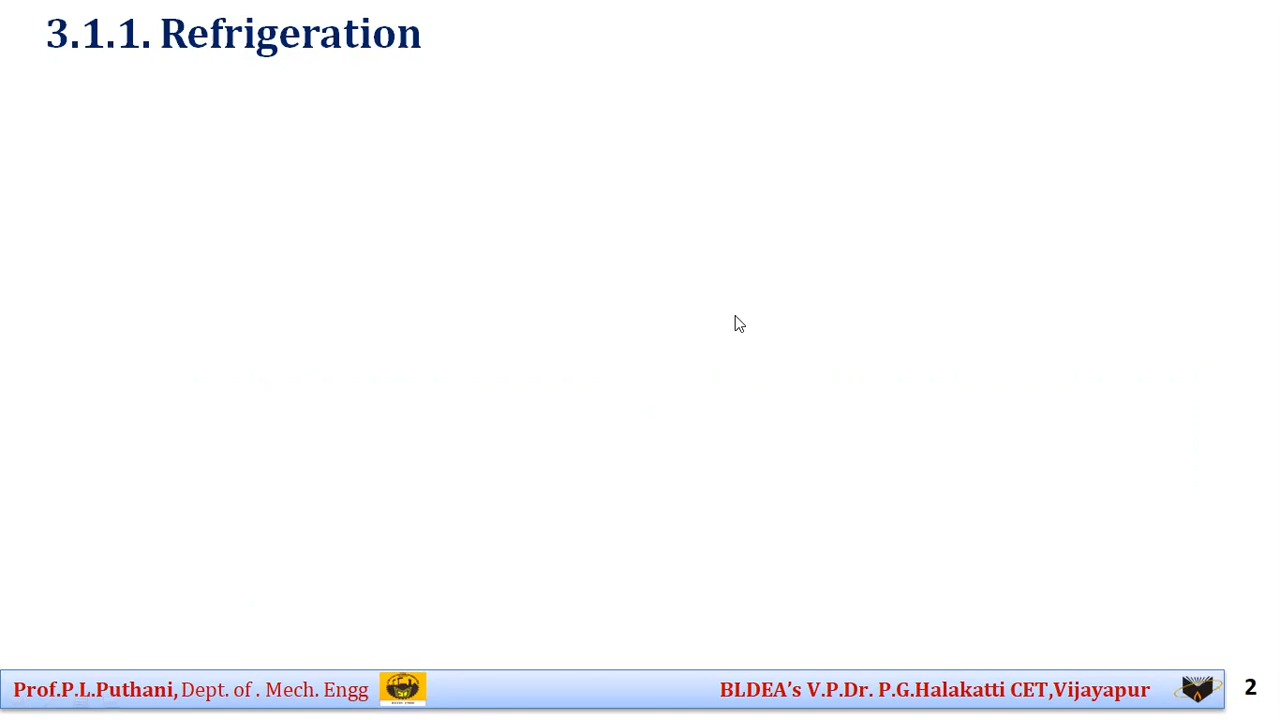 3.1.1. Refrigeration
Prof.P.L.Puthani, Dept. of . Mech. Engg
BLDEA's V.P.Dr. P.G.Halakatti CET,Vijayapur
2